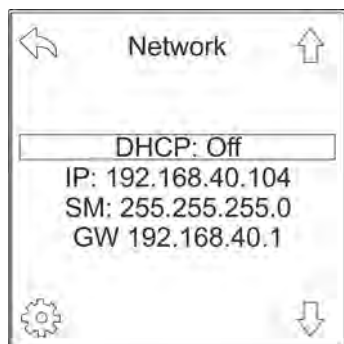 Network
DHCP: Off
IP: 192.168.40.104
SM: 255.255.255.0
GW 192.168.40.1